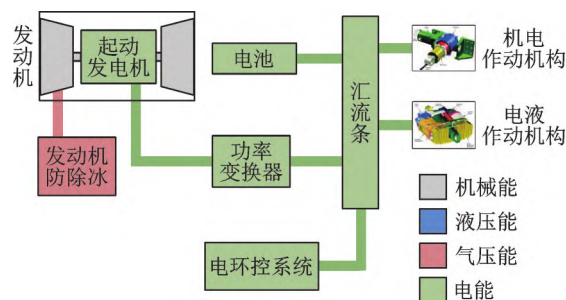 发动机
起动
发电机
电池
汇流条
机电
作动机构
电液
作动机构
发动机
防除冰
功率
变换器
电环控系统
机械能
液压能
气压能
电能